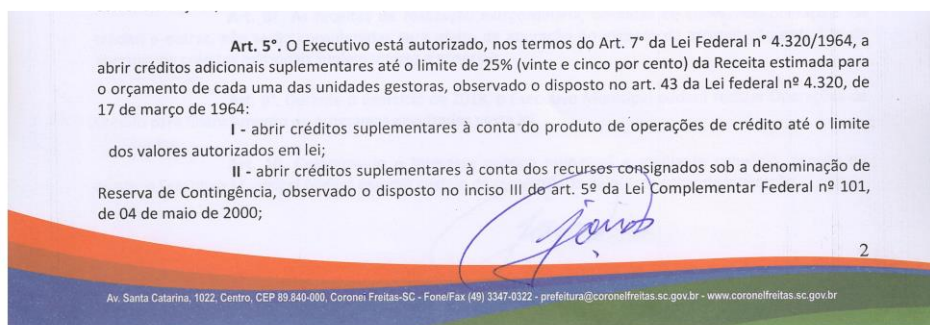 Art. 5°. O Executivo está autorizado, nos termos do Art. 7° da Lei Federal n° 4.320/1964, a
abrir créditos adicionais suplementares até o limite de 25% (vinte e cinco por cento) da Receita estimada para
o orçamento de cada uma das unidades gestoras, observado o disposto no art. 43 da Lei federal nº 4.320, de
17 de março de 1964:
I - abrir créditos suplementares à conta do produto de operações de crédito até o limite
dos valores autorizados em lei;
II - abrir créditos suplementares à conta dos recursos consignados sob a denominação de
Reserva de Contingência, observado o disposto no inciso III do art. 5º da Lei Complementar Federal nº 101,
de 04 de maio de 2000;
2
Av. Santa Catarina, 1022, Centro, CEP 89.840-000, Coronel Freitas-SC - Fone/Fax (49) 3347-0322 - prefeitura@coronelfreitas.sc.gov.br - www.coronelfreitas.sc.gov.br